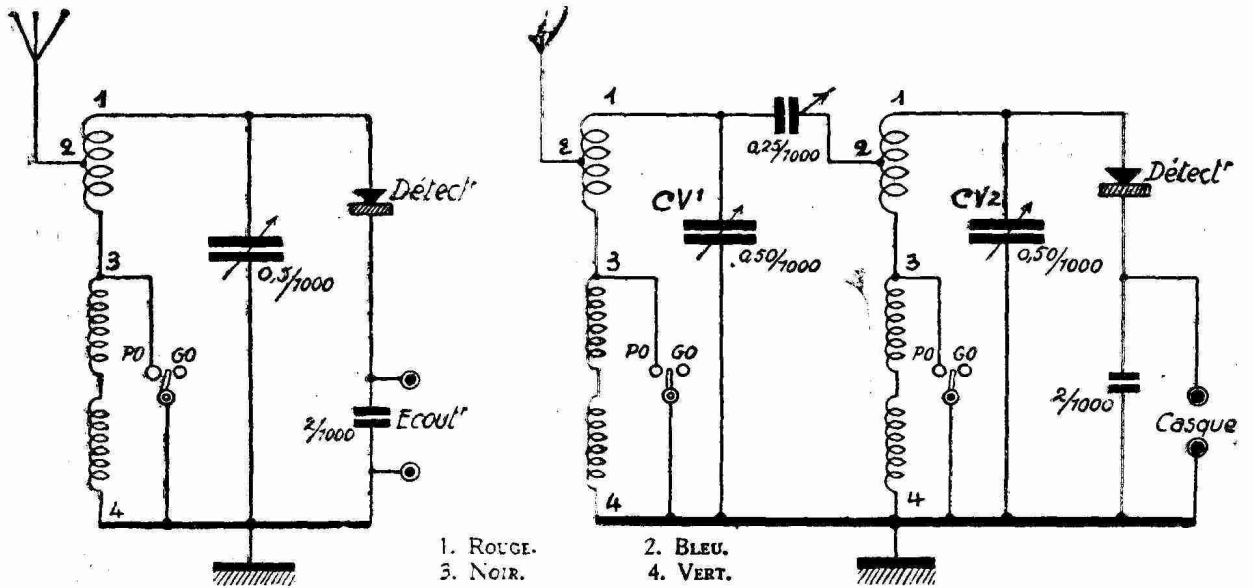 1
2
3
4
Détectr
0,5/1000
PO GO
2/1000
Ecoutr
1
2
3
4
CV1
0,50/1000
0,25/1000
PO GO
1
2
3
4
CV2
0,50/1000
Détectr
PO GO
2/1000
Casque
1. ROUGE.
2. BLEU.
3. NOIR.
4. VERT.